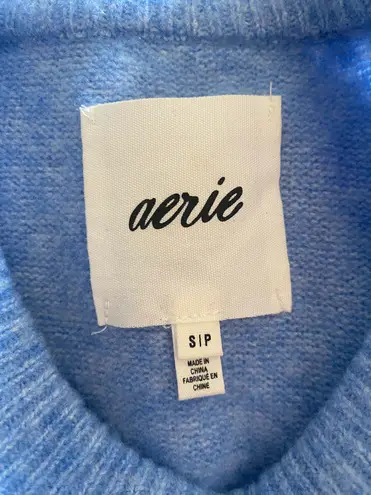 aerie
S|P
MADE IN
CHINA
FABRIQUÉ EN
CHINE